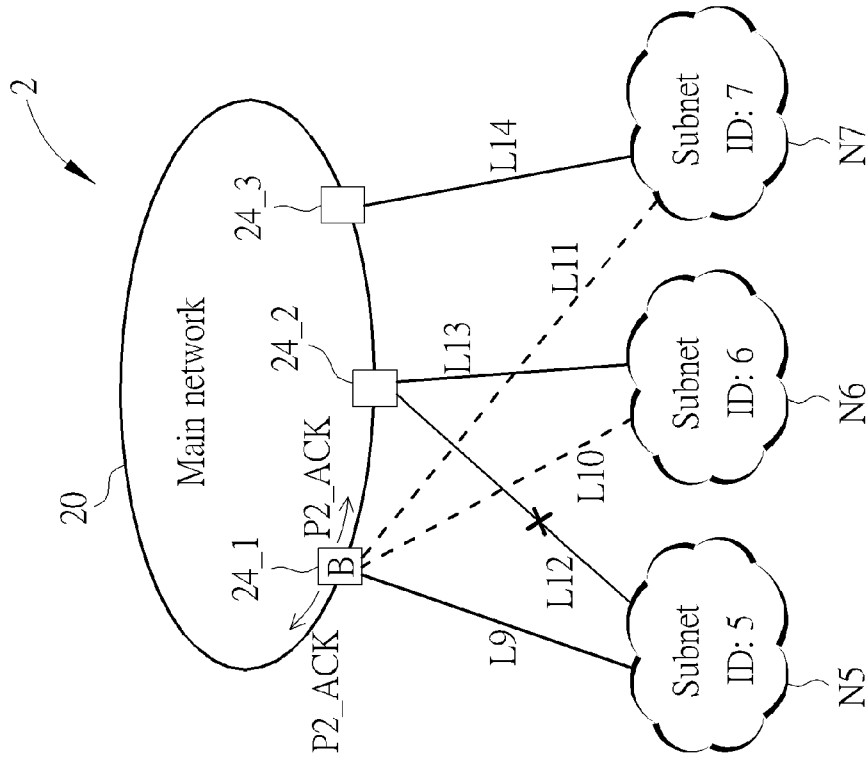 2
20
Main network
24_1
24_2
24_3
B
P2_ACK
P2_ACK
L9
L12
L10
L13
L11
L14
Subnet
ID: 5
Subnet
ID: 6
Subnet
ID: 7
N5
N6
N7